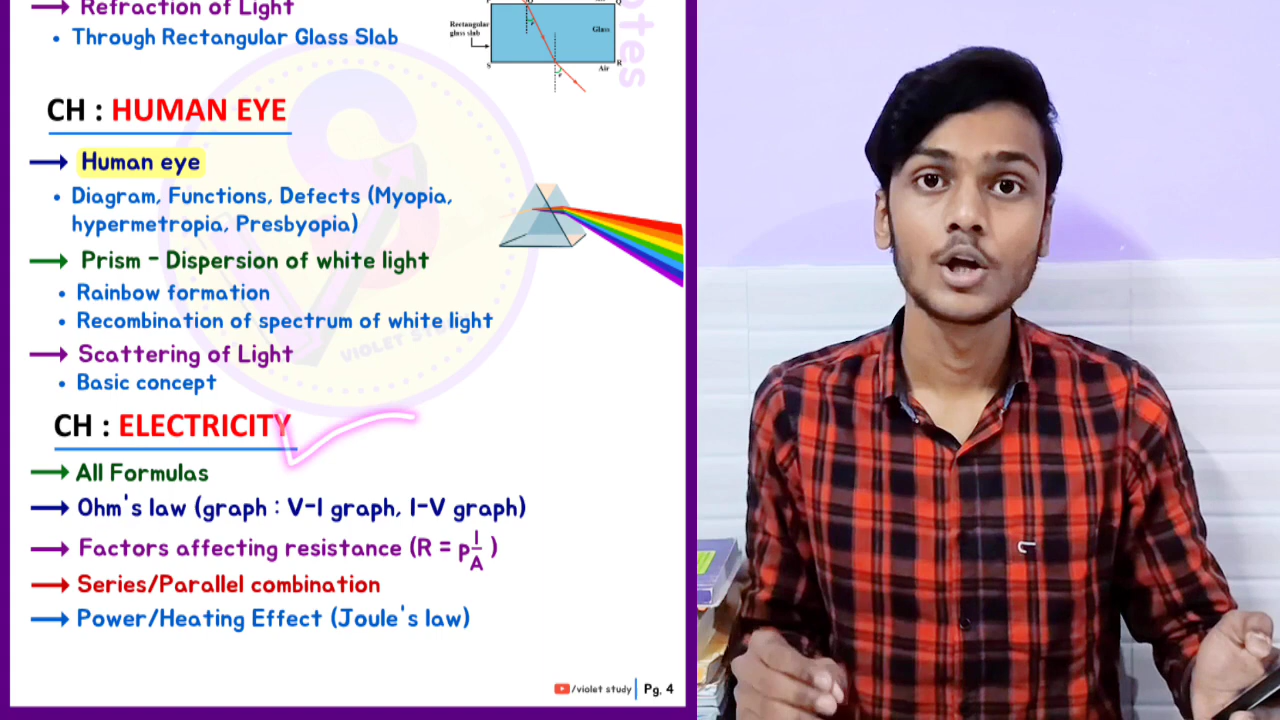 Refraction of Light
• Through Rectangular Glass Slab
Rectangular
glass slab
Glass
S
R
Air
otes
CH : HUMAN EYE
Human eye
• Diagram, Functions, Defects (Myopia,
hypermetropia, Presbyopia)
Prism - Dispersion of white light
• Rainbow formation
• Recombination of spectrum of white light
Scattering of Light
• Basic concept
VIOLET
CH : ELECTRICITY
All Formulas
Ohm's law (graph : V-I graph, I-V graph)
Factors affecting resistance (R = p l/A )
Series/Parallel combination
Power/Heating Effect (Joule's law)
/violet study
Pg. 4